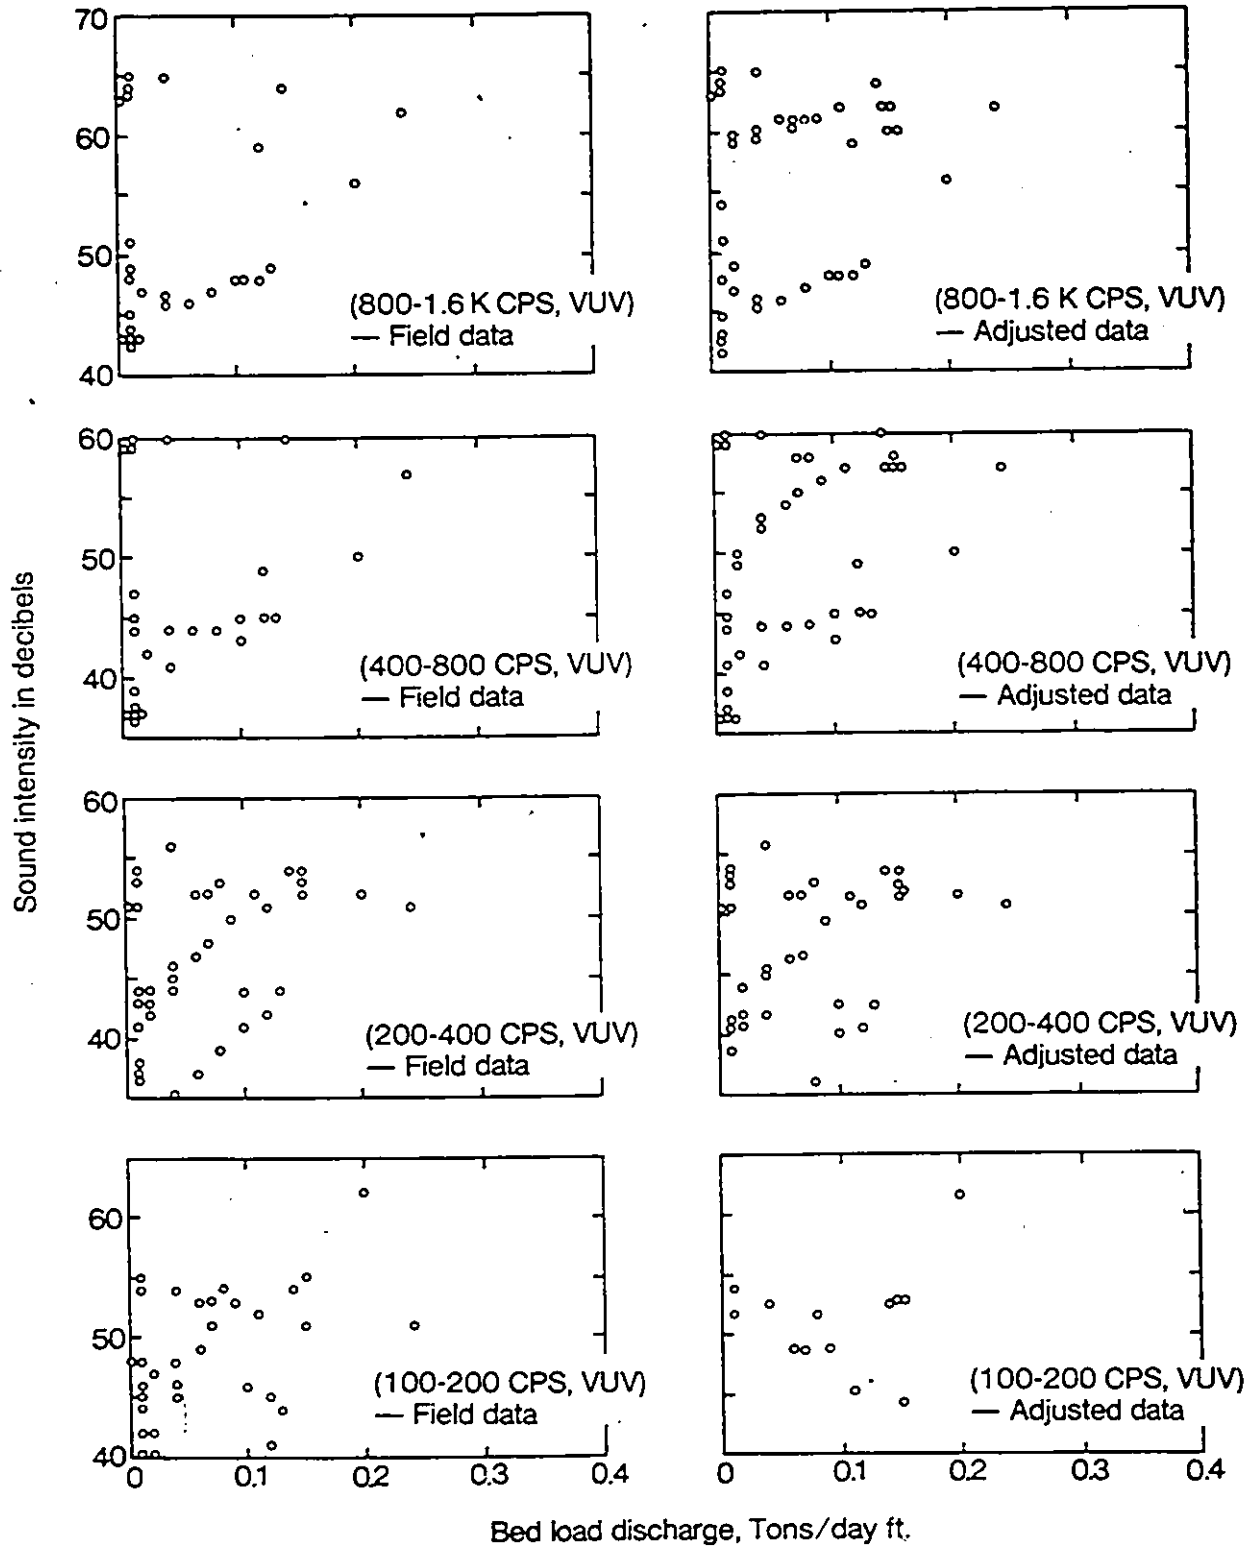 70
60
50
40
(800-1.6 K CPS, VUV)
— Field data
(800-1.6 K CPS, VUV)
— Adjusted data
60
50
40
(400-800 CPS, VUV)
— Field data
(400-800 CPS, VUV)
— Adjusted data
Sound intensity in decibels
60
50
40
(200-400 CPS, VUV)
— Field data
(200-400 CPS, VUV)
— Adjusted data
60
50
40
(100-200 CPS, VUV)
— Field data
(100-200 CPS, VUV)
— Adjusted data
0 0.1 0.2 0.3 0.4
0 0.1 0.2 0.3 0.4
Bed load discharge, Tons/day ft.